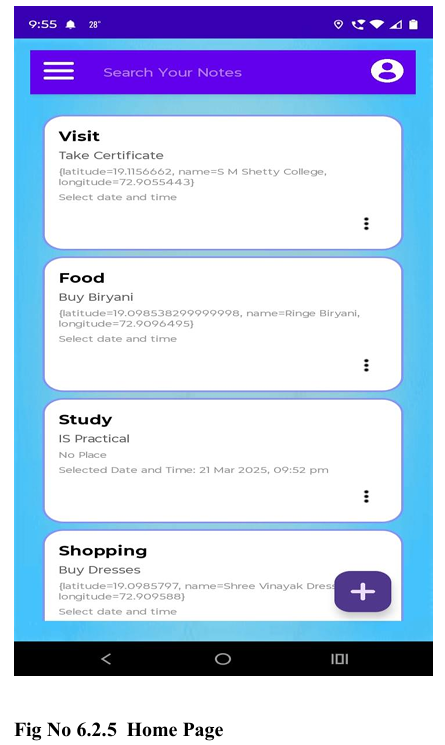 9:55 28°
Search Your Notes
Visit
Take Certificate
{latitude=19.1156662, name=S M Shetty College,
longitude=72.9055443}
Select date and time
Food
Buy Biryani
{latitude=19.098538299999998, name=Ringe Biryani,
longitude=72.9096495}
Select date and time
Study
IS Practical
No Place
Selected Date and Time: 21 Mar 2025, 09:52 pm
Shopping
Buy Dresses
{latitude=19.0985797, name=Shree Vinayak Dress
longitude=72.909588}
Select date and time
Fig No 6.2.5 Home Page